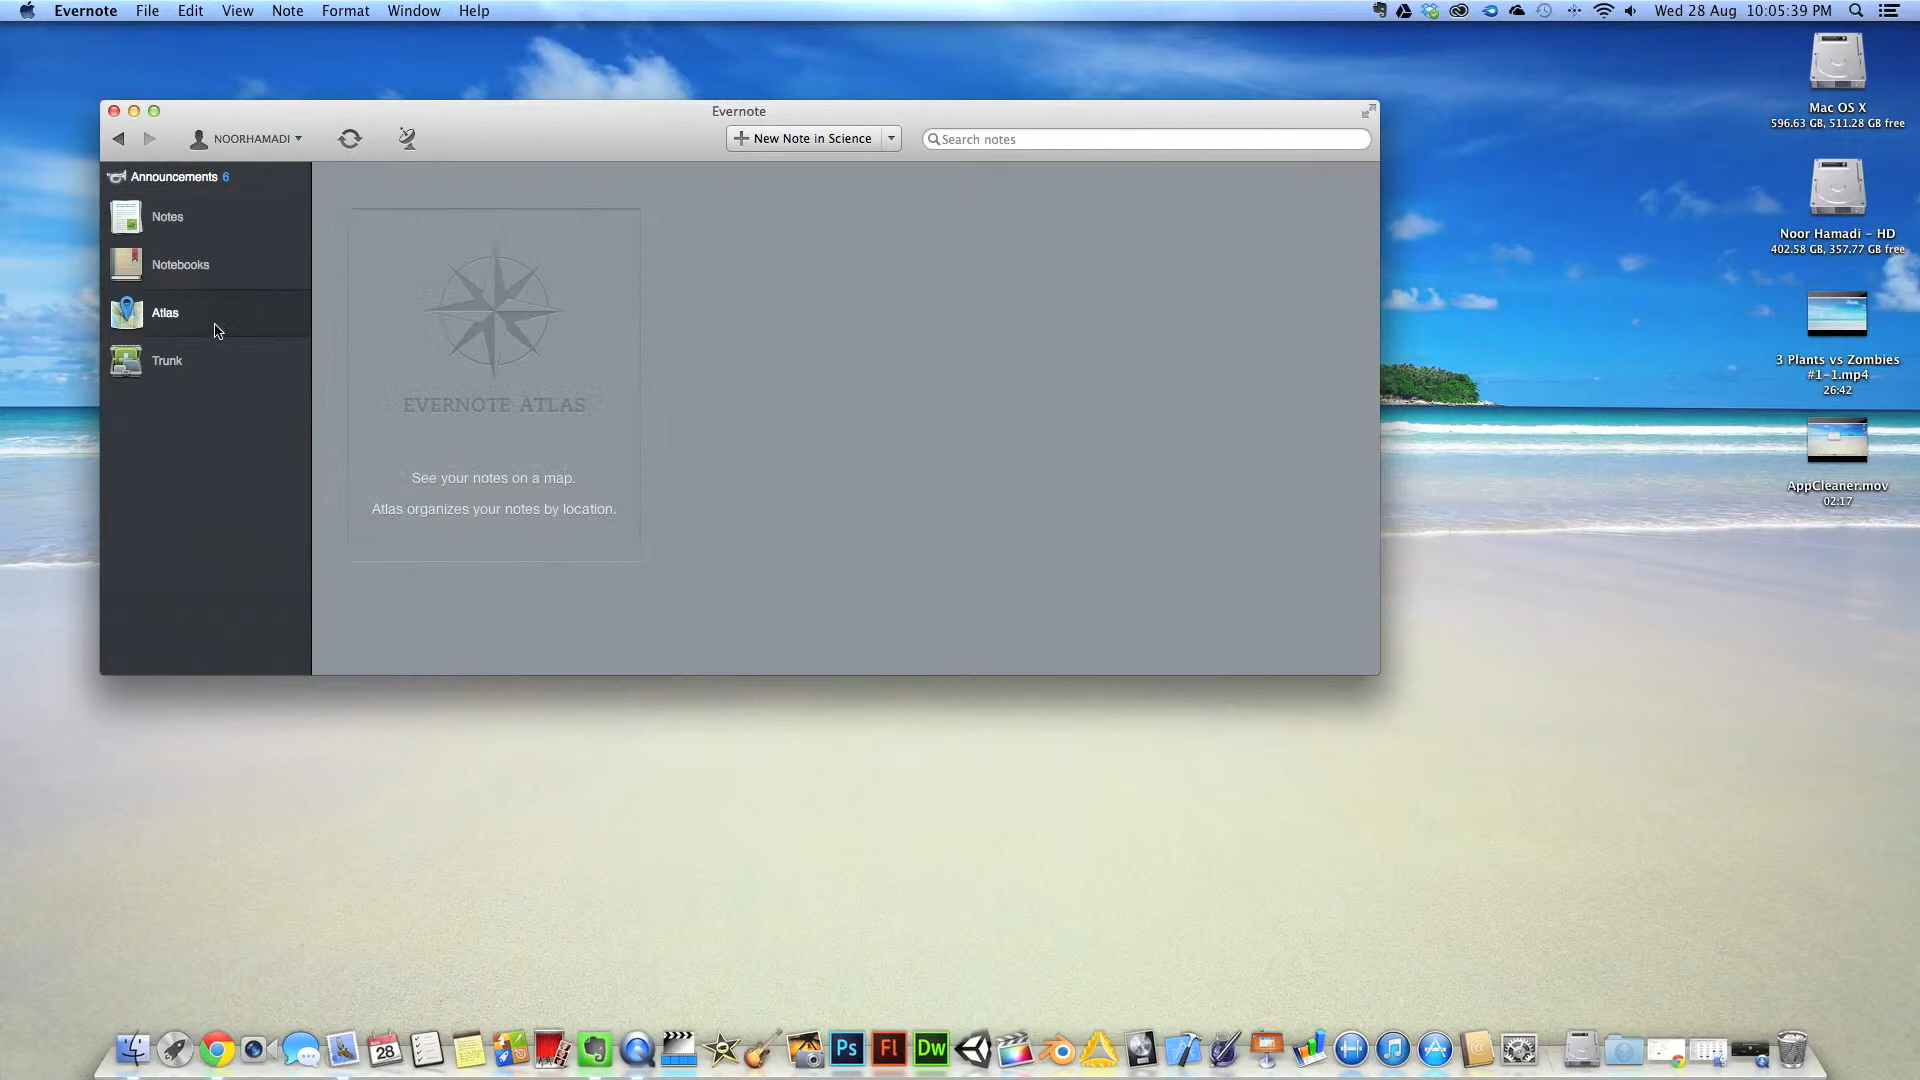 Evernote File Edit View Note Format Window Help
Wed 28 Aug 10:05:39 PM
Evernote
NOORHAMADI
New Note in Science
Search notes
Announcements 6
Notes
Notebooks
Atlas
Trunk
EVERNOTE ATLAS
See your notes on a map.
Atlas organizes your notes by location.
Mac OS X
596.63 GB, 511.28 GB free
Noor Hamadi - HD
402.58 GB, 357.77 GB free
3 Plants vs Zombies
#1-1.mp4
26:42
AppCleaner.mov
02:17
28
Ps
Fl
Dw